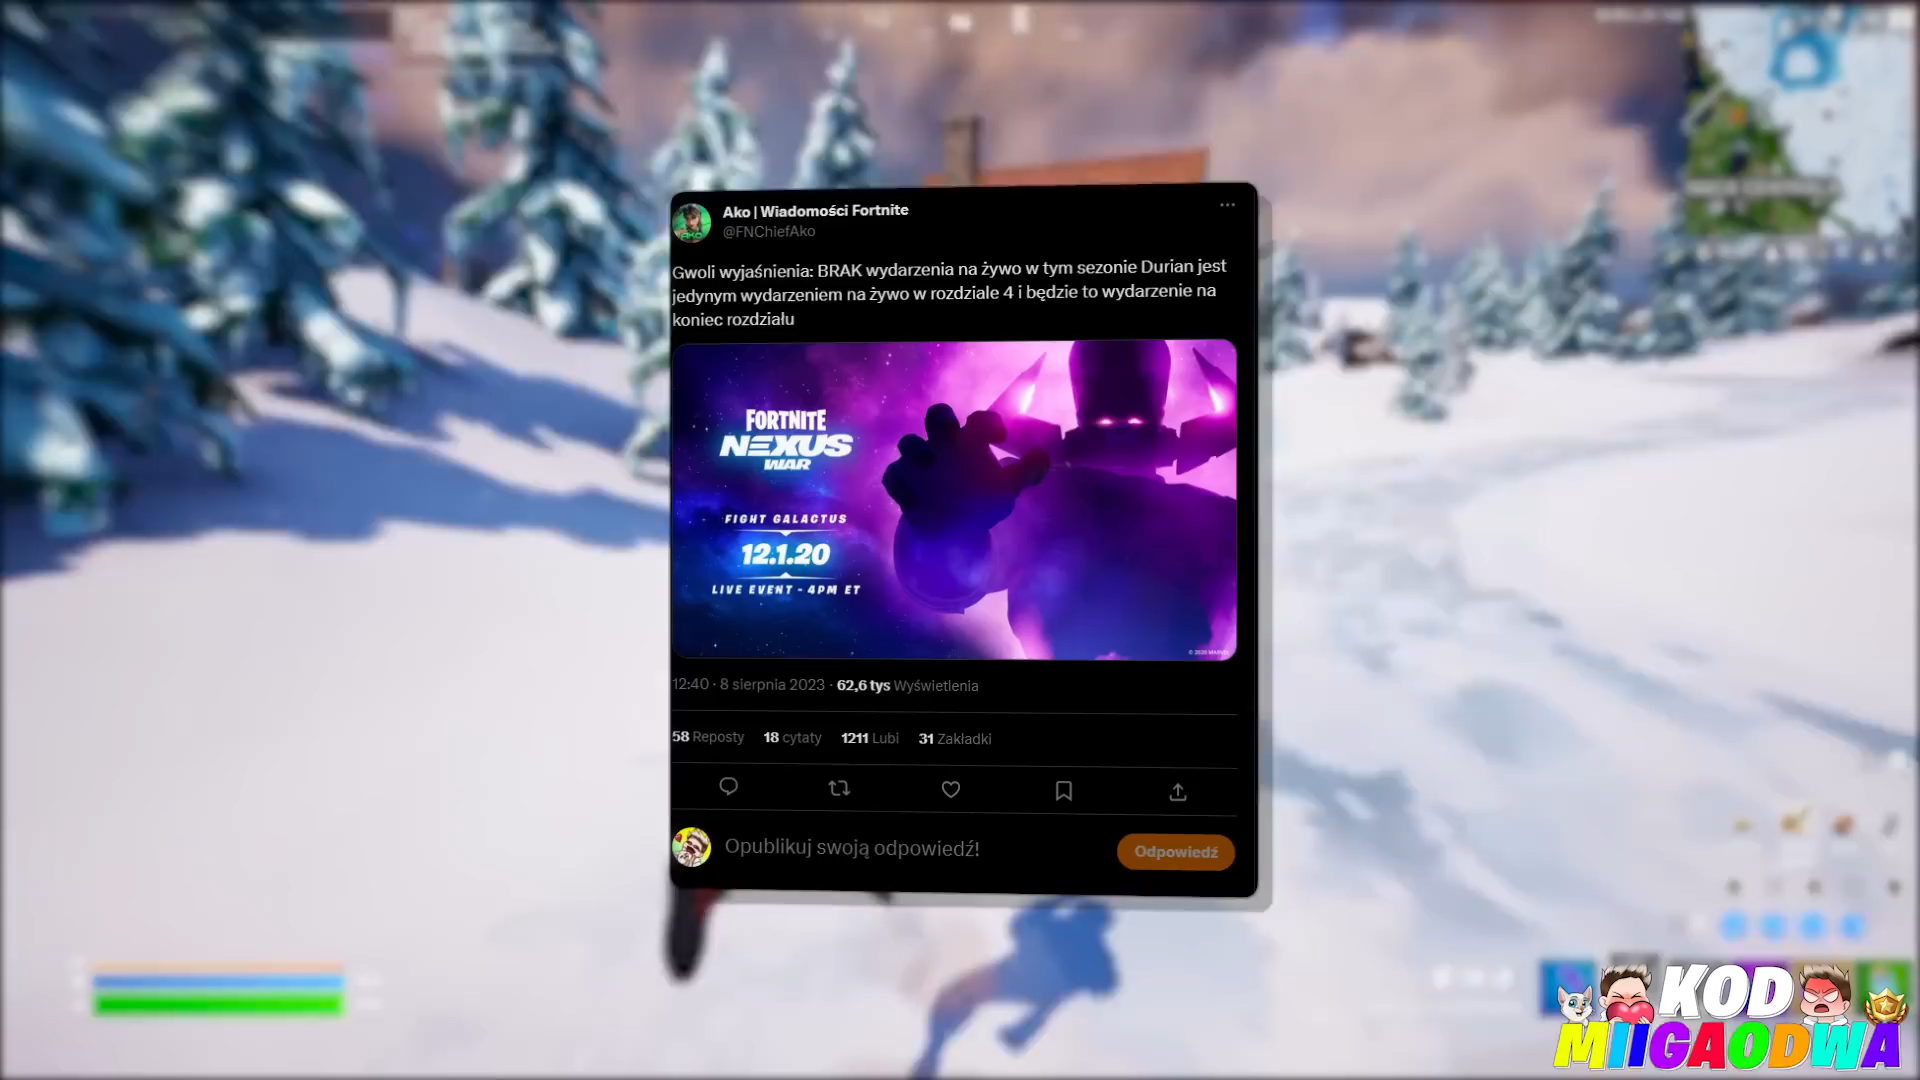 Ako | Wiadomości Fortnite
@FNChiefAko
Gwoli wyjaśnienia: BRAK wydarzenia na żywo w tym sezonie Durian jest
jedynym wydarzeniem na żywo w rozdziale 4 i będzie to wydarzenie na
koniec rozdziału
FORTNITE
NEXUS
WAR
FIGHT GALACTUS
12.1.20
LIVE EVENT - 4PM ET
© 2020 MARVEL
12:40 · 8 sierpnia 2023 · 62,6 tys Wyświetlenia
58 Reposty 18 cytaty 1211 Lubi 31 Zakładki
Opublikuj swoją odpowiedź!
Odpowiedź
KOD
MIIGAODWA